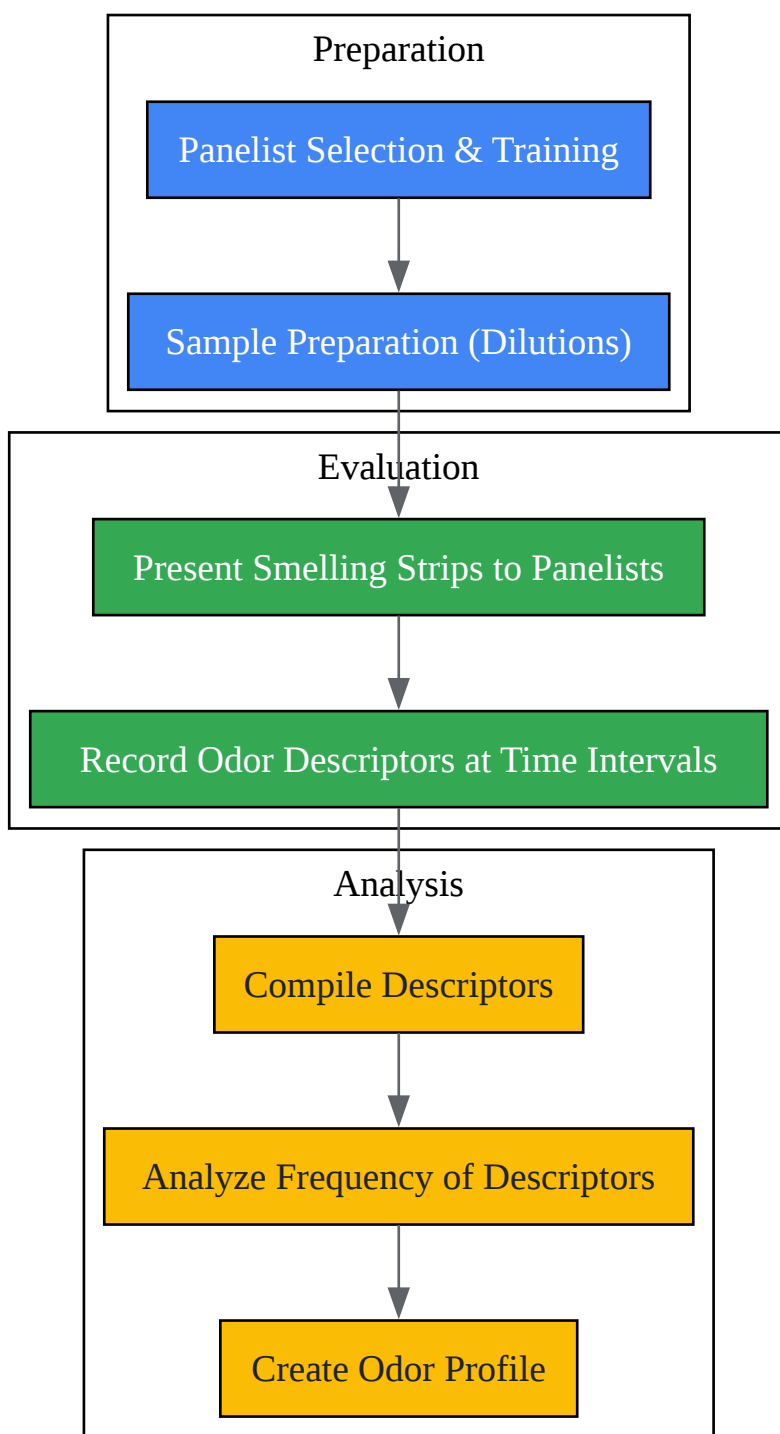 Preparation
Panelist Selection & Training
Sample Preparation (Dilutions)
Evaluation
Present Smelling Strips to Panelists
Record Odor Descriptors at Time Intervals
Analysis
Compile Descriptors
Analyze Frequency of Descriptors
Create Odor Profile